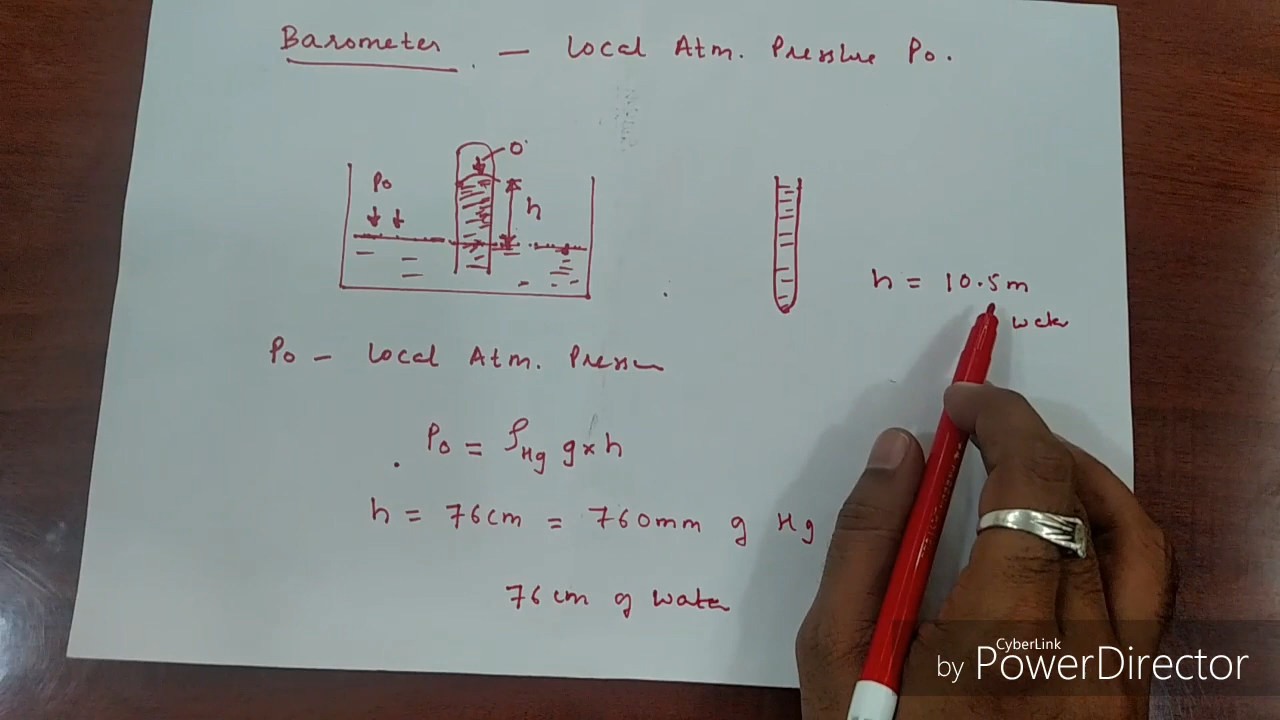 Barometer — Local Atm. Pressure Po.
O
Po
h
h = 10.5m
water
Po — Local Atm. Pressure
Po = ρHg g×h
h = 76cm = 760mm of Hg
76 cm of water
CyberLink
by PowerDirector